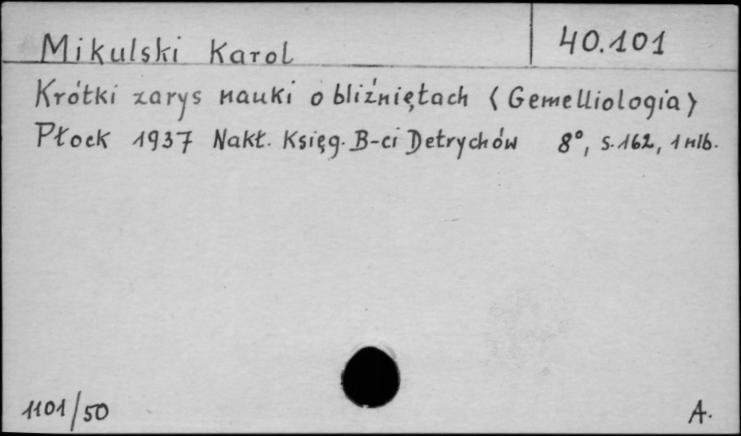 Mikulski Karol 40.101
Krótki zarys nauki o bliźniętach (Gemelliologia)
Płock 1937 Nakł. Księg. B-ci Detrychów 8°, s. 162, 1 nlb.
1101/50 A.